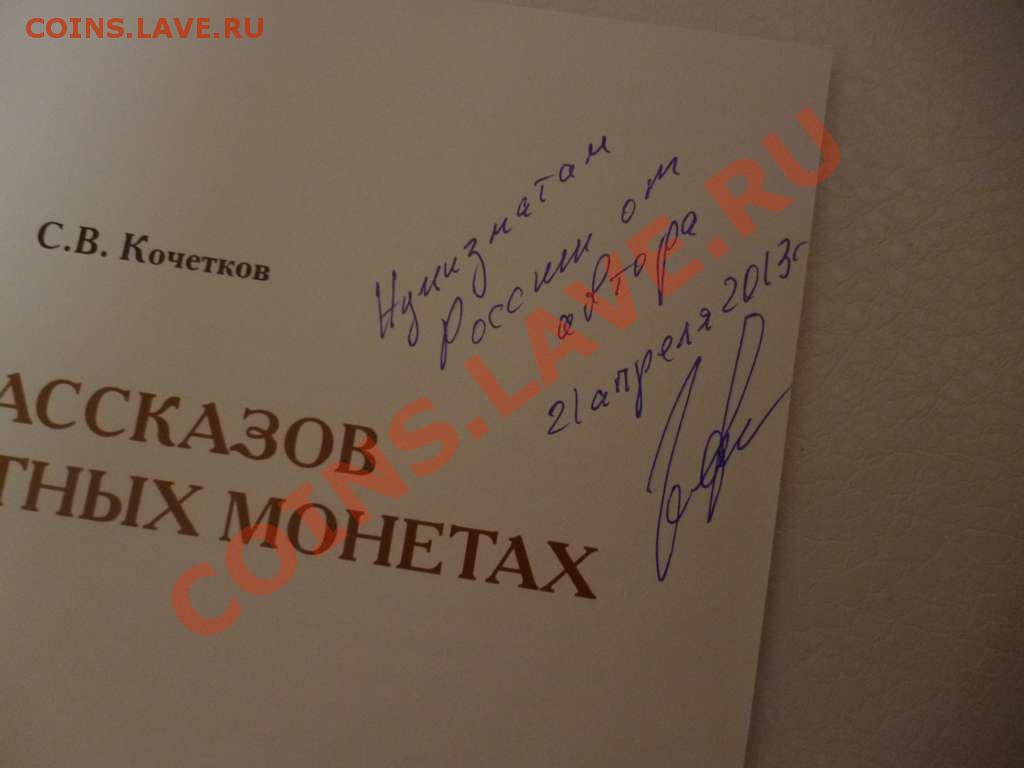 COINS.LAVE.RU
С.В. Кочетков
Нумизматам
России от
автора
21 апреля 2013г
АССКАЗОВ
ТНЫХ МОНЕТАХ
COINS.LAVE.RU